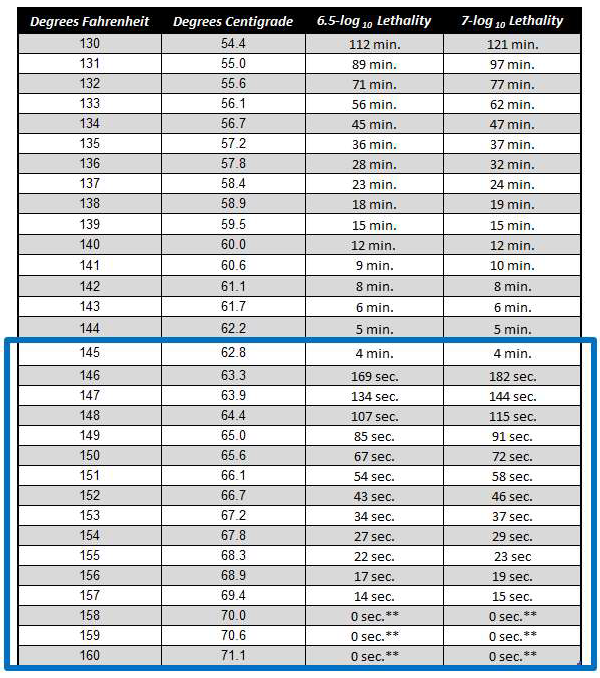 Degrees Fahrenheit Degrees Centigrade 6.5-log 10 Lethality 7-log 10 Lethality
130 54.4 112 min. 121 min.
131 55.0 89 min. 97 min.
132 55.6 71 min. 77 min.
133 56.1 56 min. 62 min.
134 56.7 45 min. 47 min.
135 57.2 36 min. 37 min.
136 57.8 28 min. 32 min.
137 58.4 23 min. 24 min.
138 58.9 18 min. 19 min.
139 59.5 15 min. 15 min.
140 60.0 12 min. 12 min.
141 60.6 9 min. 10 min.
142 61.1 8 min. 8 min.
143 61.7 6 min. 6 min.
144 62.2 5 min. 5 min.
145 62.8 4 min. 4 min.
146 63.3 169 sec. 182 sec.
147 63.9 134 sec. 144 sec.
148 64.4 107 sec. 115 sec.
149 65.0 85 sec. 91 sec.
150 65.6 67 sec. 72 sec.
151 66.1 54 sec. 58 sec.
152 66.7 43 sec. 46 sec.
153 67.2 34 sec. 37 sec.
154 67.8 27 sec. 29 sec.
155 68.3 22 sec. 23 sec
156 68.9 17 sec. 19 sec.
157 69.4 14 sec. 15 sec.
158 70.0 0 sec.** 0 sec.**
159 70.6 0 sec.** 0 sec.**
160 71.1 0 sec.** 0 sec.**